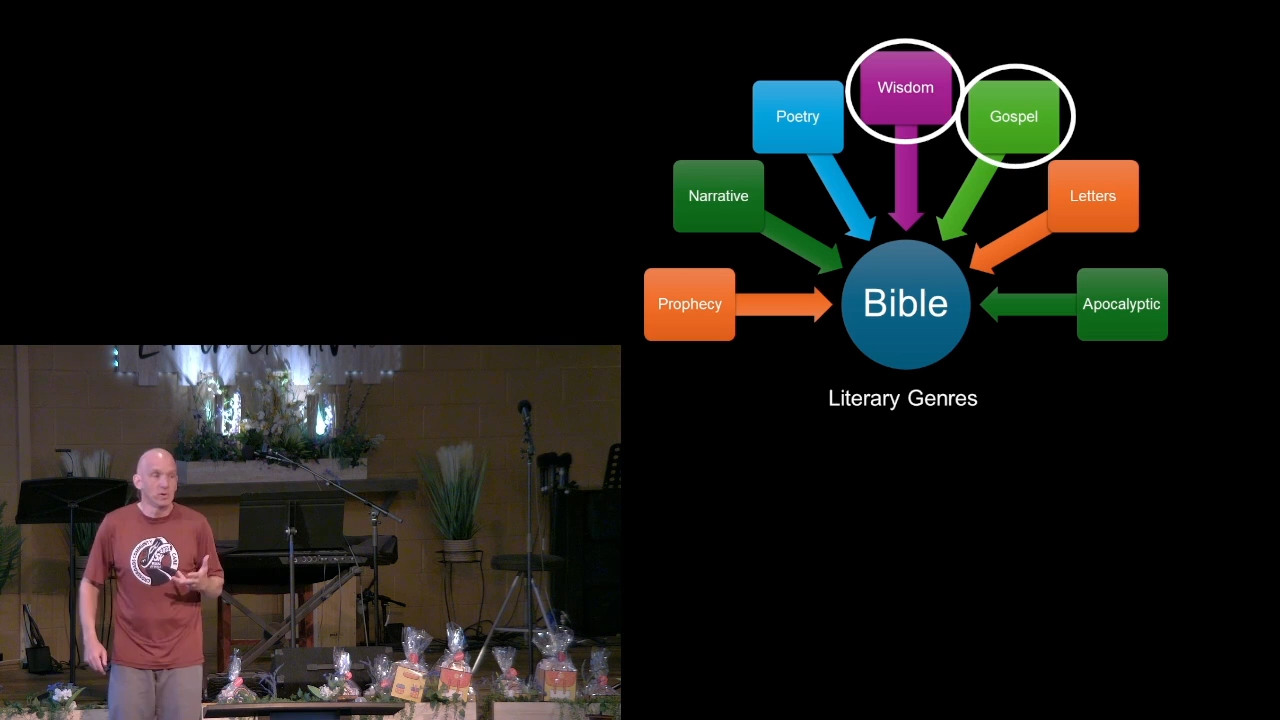 Wisdom
Poetry
Gospel
Narrative
Letters
Prophecy
Bible
Apocalyptic
Literary Genres